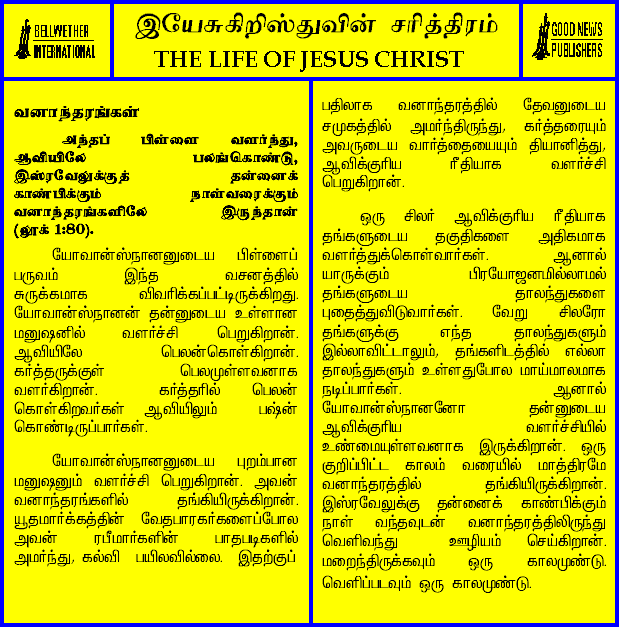 BELLWETHER
INTERNATIONAL
இயேசுகிறிஸ்துவின் சரித்திரம்
THE LIFE OF JESUS CHRIST
GOOD NEWS
PUBLISHERS
வனாந்தரங்கள்
அந்தப் பிள்ளை வளர்ந்து,
ஆவியிலே பலங்கொண்டு,
இஸ்ரவேலுக்குத் தன்னைக்
காண்பிக்கும் நாள்வரைக்கும்
வனாந்தரங்களிலே இருந்தான்
(லூக் 1:80).
யோவான்ஸ்நானனுடைய பிள்ளைப்
பருவம் இந்த வசனத்தில்
சுருக்கமாக விவரிக்கப்பட்டிருக்கிறது.
யோவான்ஸ்நானன் தன்னுடைய உள்ளான
மனுஷனில் வளர்ச்சி பெறுகிறான்.
ஆவியிலே பெலன்கொள்கிறான்.
கர்த்தருக்குள் பெலமுள்ளவனாக
வளர்கிறான். கர்த்தரில் பெலன்
கொள்கிறவர்கள் ஆவியிலும் பஷ்ன்
கொண்டிருப்பார்கள்.
யோவான்ஸ்நானனுடைய புறம்பான
மனுஷனும் வளர்ச்சி பெறுகிறான். அவன்
வனாந்தரங்களில் தங்கியிருக்கிறான்.
யூதமார்க்கத்தின் வேதபாரகர்களைப்போல
அவன் ரபீமார்களின் பாதபடிகளில்
அமர்ந்து, கல்வி பயிலவில்லை. இதற்குப்
பதிலாக வனாந்தரத்தில் தேவனுடைய
சமுகத்தில் அமர்ந்திருந்து, கர்த்தரையும்
அவருடைய வார்த்தையையும் தியானித்து,
ஆவிக்குரிய ரீதியாக வளர்ச்சி
பெறுகிறான்.
ஒரு சிலர் ஆவிக்குரிய ரீதியாக
தங்களுடைய தகுதிகளை அதிகமாக
வளர்த்துக்கொள்வார்கள். ஆனால்
யாருக்கும் பிரயோஜனமில்லாமல்
தங்களுடைய தாலந்துகளை
புதைத்துவிடுவார்கள். வேறு சிலரோ
தங்களுக்கு எந்த தாலந்துகளும்
இல்லாவிட்டாலும், தங்களிடத்தில் எல்லா
தாலந்துகளும் உள்ளதுபோல மாய்மாலமாக
நடிப்பார்கள். ஆனால்
யோவான்ஸ்நானனோ தன்னுடைய
ஆவிக்குரிய வளர்ச்சியில்
உண்மையுள்ளவனாக இருக்கிறான். ஒரு
குறிப்பிட்ட காலம் வரையில் மாத்திரமே
வனாந்தரத்தில் தங்கியிருக்கிறான்.
இஸ்ரவேலுக்கு தன்னைக் காண்பிக்கும்
நாள் வந்தவுடன் வனாந்தரத்திலிருந்து
வெளிவந்து ஊழியம் செய்கிறான்.
மறைந்திருக்கவும் ஒரு காலமுண்டு.
வெளிப்படவும் ஒரு காலமுண்டு.